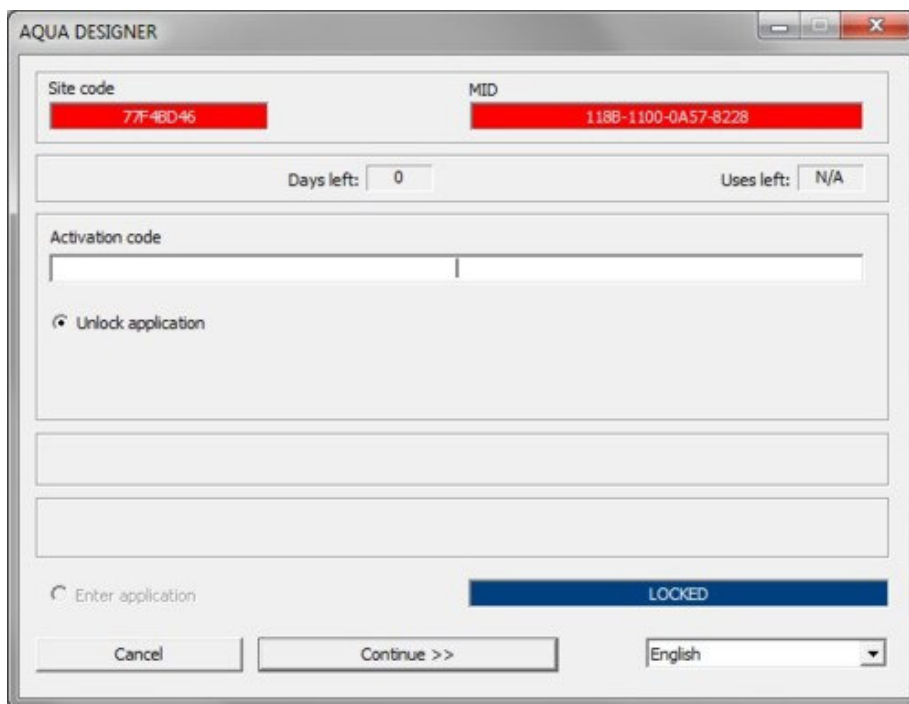 AQUA DESIGNER
Site code MID
77F4BD46 118B-1100-0A57-8228
Days left: 0 Uses left: N/A
Activation code
Unlock application
Enter application LOCKED
Cancel Continue >> English